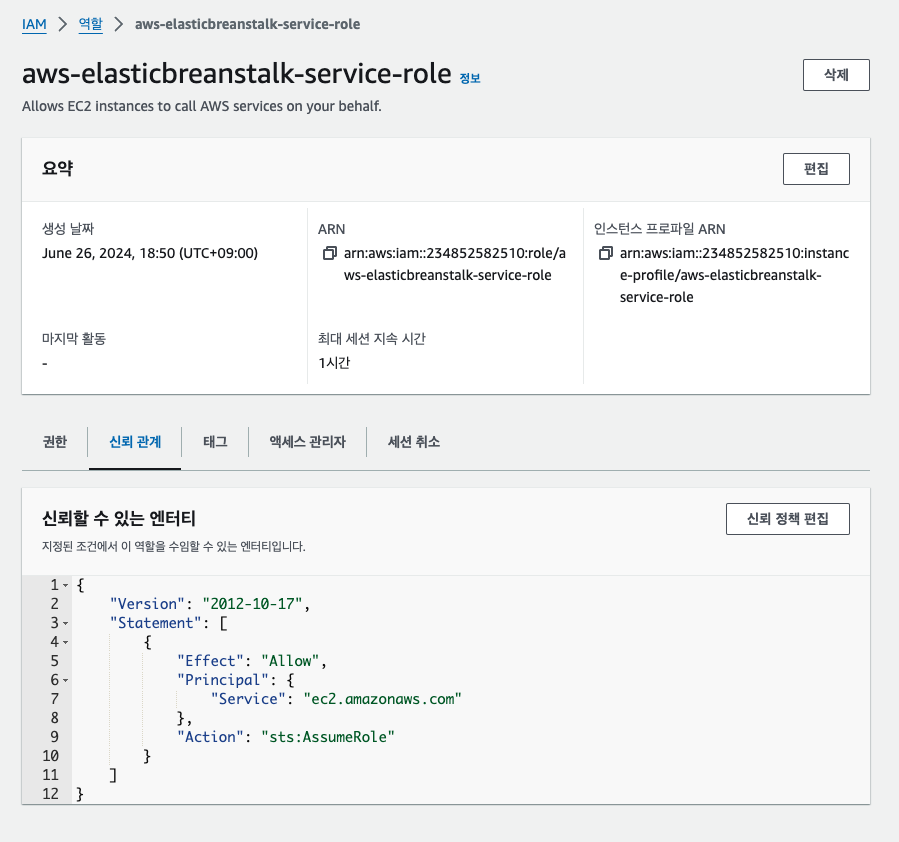 IAM > 역할 > aws-elasticbreanstalk-service-role
aws-elasticbreanstalk-service-role 정보
삭제
Allows EC2 instances to call AWS services on your behalf.
요약
편집
생성 날짜
June 26, 2024, 18:50 (UTC+09:00)
ARN
arn:aws:iam::234852582510:role/a
ws-elasticbreanstalk-service-role
인스턴스 프로파일 ARN
arn:aws:iam::234852582510:instanc
e-profile/aws-elasticbreanstalk-
service-role
마지막 활동
-
최대 세션 지속 시간
1시간
권한
신뢰 관계
태그
액세스 관리자
세션 취소
신뢰할 수 있는 엔터티
신뢰 정책 편집
지정된 조건에서 이 역할을 수임할 수 있는 엔터티입니다.
1 {
2 "Version": "2012-10-17",
3 "Statement": [
4 {
5 "Effect": "Allow",
6 "Principal": {
7 "Service": "ec2.amazonaws.com"
8 },
9 "Action": "sts:AssumeRole"
10 }
11 ]
12 }